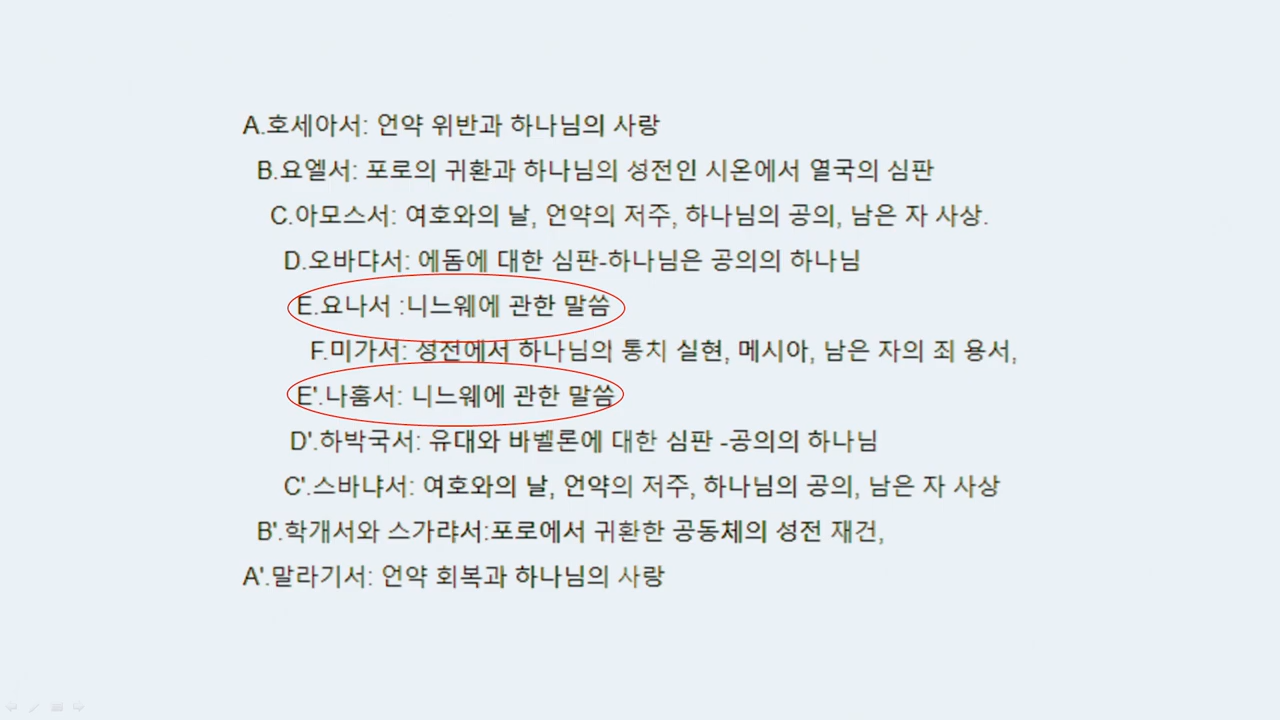 A.호세아서: 언약 위반과 하나님의 사랑
B.요엘서: 포로의 귀환과 하나님의 성전인 시온에서 열국의 심판
C.아모스서: 여호와의 날, 언약의 저주, 하나님의 공의, 남은 자 사상.
D.오바댜서: 에돔에 대한 심판-하나님은 공의의 하나님
E.요나서 :니느웨에 관한 말씀
F.미가서: 성전에서 하나님의 통치 실현, 메시아, 남은 자의 죄 용서,
E'.나훔서: 니느웨에 관한 말씀
D'.하박국서: 유대와 바벨론에 대한 심판 -공의의 하나님
C'.스바냐서: 여호와의 날, 언약의 저주, 하나님의 공의, 남은 자 사상
B'.학개서와 스가랴서:포로에서 귀환한 공동체의 성전 재건,
A'.말라기서: 언약 회복과 하나님의 사랑